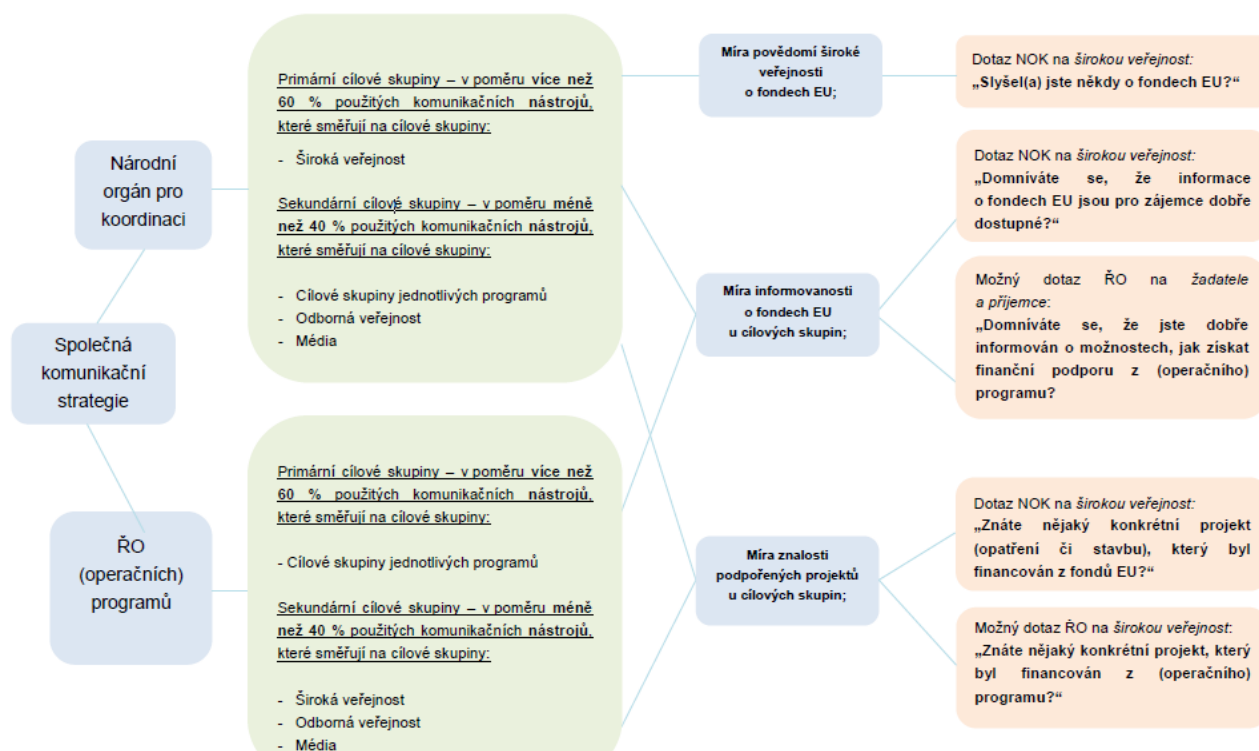 Národní
orgán pro
koordinaci
Společná
komunikační
strategie
ŘO
(operačních)
programů
Primární cílové skupiny – v poměru více než
60 % použitých komunikačních nástrojů,
které směřují na cílové skupiny:
- Široká veřejnost
Sekundární cílové skupiny – v poměru méně
než 40 % použitých komunikačních nástrojů,
které směřují na cílové skupiny:
- Cílové skupiny jednotlivých programů
- Odborná veřejnost
- Média
Primární cílové skupiny – v poměru více než
60 % použitých komunikačních nástrojů,
které směřují na cílové skupiny:
- Cílové skupiny jednotlivých programů
Sekundární cílové skupiny – v poměru méně
než 40 % použitých komunikačních nástrojů,
které směřují na cílové skupiny:
- Široká veřejnost
- Odborná veřejnost
- Média
Míra povědomí široké
veřejnosti
o fondech EU;
Míra informovanosti
o fondech EU
u cílových skupin;
Míra znalosti
podpořených projektů
u cílových skupin;
Dotaz NOK na širokou veřejnost:
„Slyšel(a) jste někdy o fondech EU?“
Dotaz NOK na širokou veřejnost:
„Domníváte se, že informace
o fondech EU jsou pro zájemce dobře
dostupné?“
Možný dotaz ŘO na žadatele
a příjemce:
„Domníváte se, že jste dobře
informován o možnostech, jak získat
finanční podporu z (operačního)
programu?
Dotaz NOK na širokou veřejnost:
„Znáte nějaký konkrétní projekt
(opatření či stavbu), který byl
financován z fondů EU?“
Možný dotaz ŘO na širokou veřejnost:
„Znáte nějaký konkrétní projekt, který
byl financován z (operačního)
programu?“